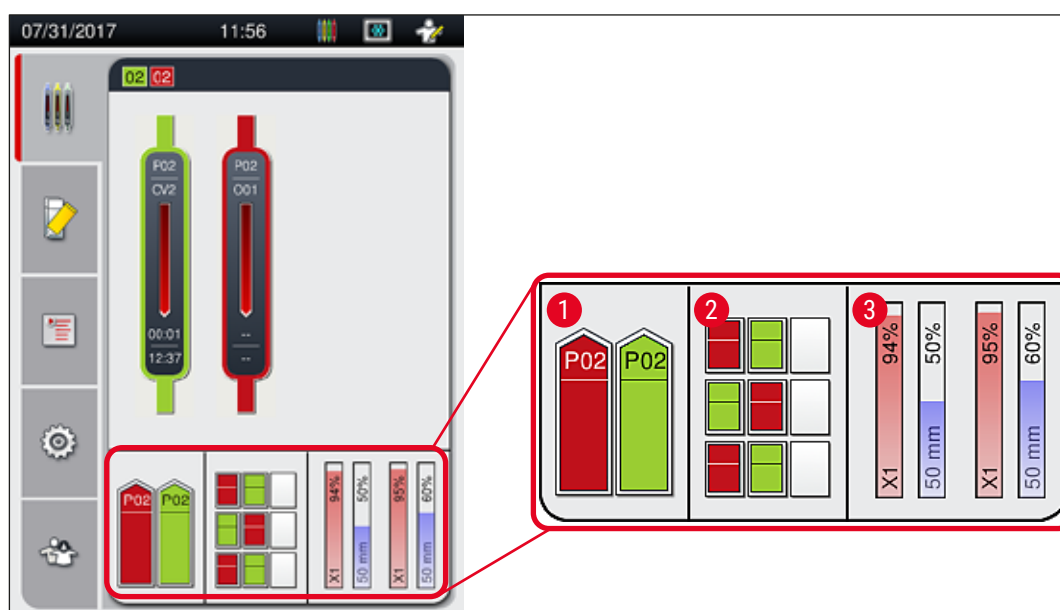 07/31/2017 11:56
02 02
P02 P02
CV2 O01
00:01 --
12:37 --
P02 P02
94% 50% 95% 60%
X1 50 mm X1 50 mm
1 2 3
P02 P02
94% 50% 95% 60%
X1 50 mm X1 50 mm